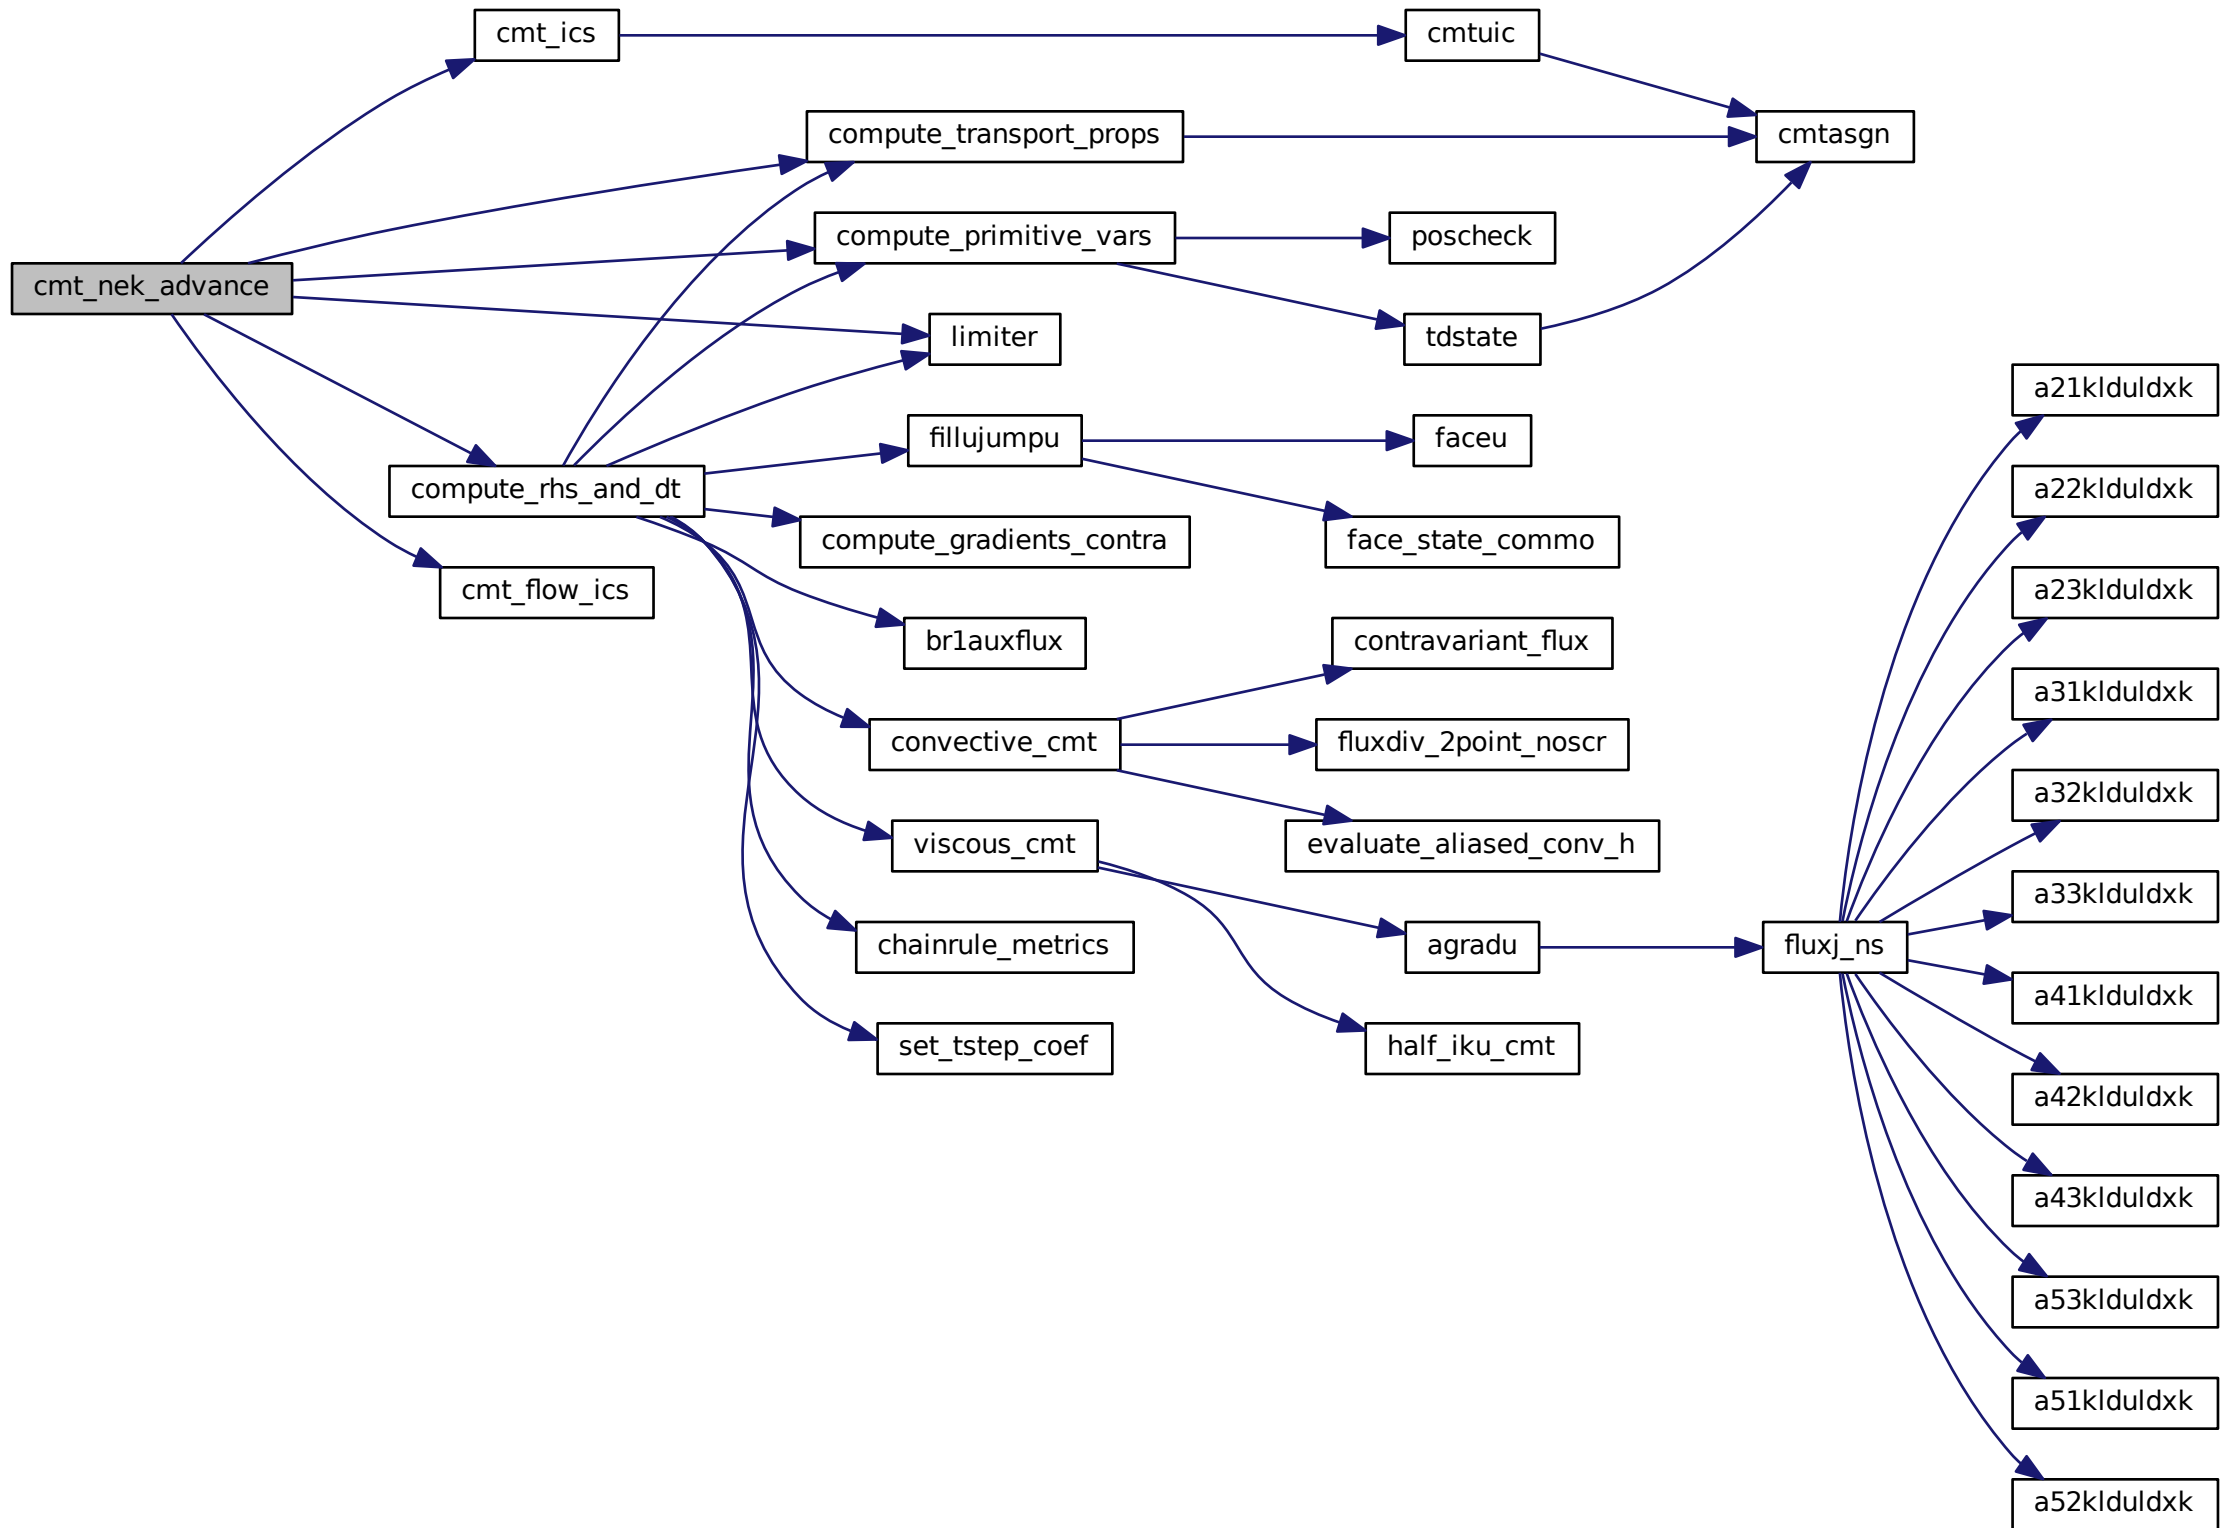 cmt_ics
cmtuic
compute_transport_props
cmtasgn
compute_primitive_vars
poscheck
cmt_nek_advance
limiter
tdstate
a21klduldxk
fillujumpu
faceu
compute_rhs_and_dt
a22klduldxk
compute_gradients_contra
face_state_commo
cmt_flow_ics
a23klduldxk
br1auxflux
contravariant_flux
a31klduldxk
convective_cmt
fluxdiv_2point_noscr
a32klduldxk
viscous_cmt
evaluate_aliased_conv_h
a33klduldxk
chainrule_metrics
agradu
fluxj_ns
a41klduldxk
set_tstep_coef
half_iku_cmt
a42klduldxk
a43klduldxk
a53klduldxk
a51klduldxk
a52klduldxk